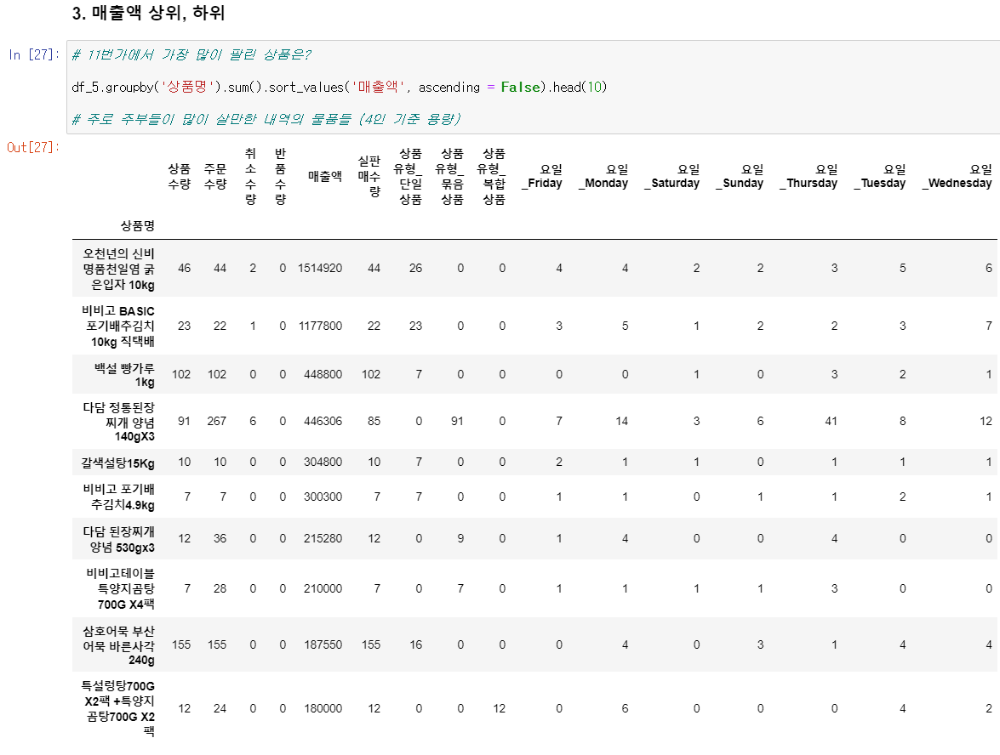 3. 매출액 상위, 하위
In [27]: # 11번가에서 가장 많이 팔린 상품은?
df_5.groupby('상품명').sum().sort_values('매출액', ascending = False).head(10)
# 주로 주부들이 많이 살만한 내역의 물품들 (4인 기준 용량)
Out[27]:
상품수량 주문수량 취소수량 반품수량 매출액 실판매수량 상품유형_단일상품 상품유형_묶음상품 상품유형_복합상품 요일_Friday 요일_Monday 요일_Saturday 요일_Sunday 요일_Thursday 요일_Tuesday 요일_Wednesday
상품명
오천년의 신비
명품천일염 굵 46 44 2 0 1514920 44 26 0 0 4 4 2 2 3 5 6
은입자 10kg
비비고 BASIC
포기배추김치 23 22 1 0 1177800 22 23 0 0 3 5 1 2 2 3 7
10kg 직택배
백설 빵가루 102 102 0 0 448800 102 7 0 0 0 0 1 0 3 2 1
1kg
다담 정통된장
찌개 양념 91 267 6 0 446306 85 0 91 0 7 14 3 6 41 8 12
140gX3
갈색설탕15Kg 10 10 0 0 304800 10 7 0 0 2 1 1 0 1 1 1
비비고 포기배 7 7 0 0 300300 7 7 0 0 1 1 0 1 1 2 1
추김치4.9kg
다담 된장찌개 12 36 0 0 215280 12 0 9 0 1 4 0 0 4 0 0
양념 530gx3
비비고테이블
특양지곰탕 7 28 0 0 210000 7 0 7 0 1 1 1 1 3 0 0
700G X4팩
삼호어묵 부산
어묵 바른사각 155 155 0 0 187550 155 16 0 0 0 4 0 3 1 4 4
240g
특설렁탕700G
X2팩 +특양지 12 24 0 0 180000 12 0 0 12 0 6 0 0 0 4 2
곰탕700G X2
팩